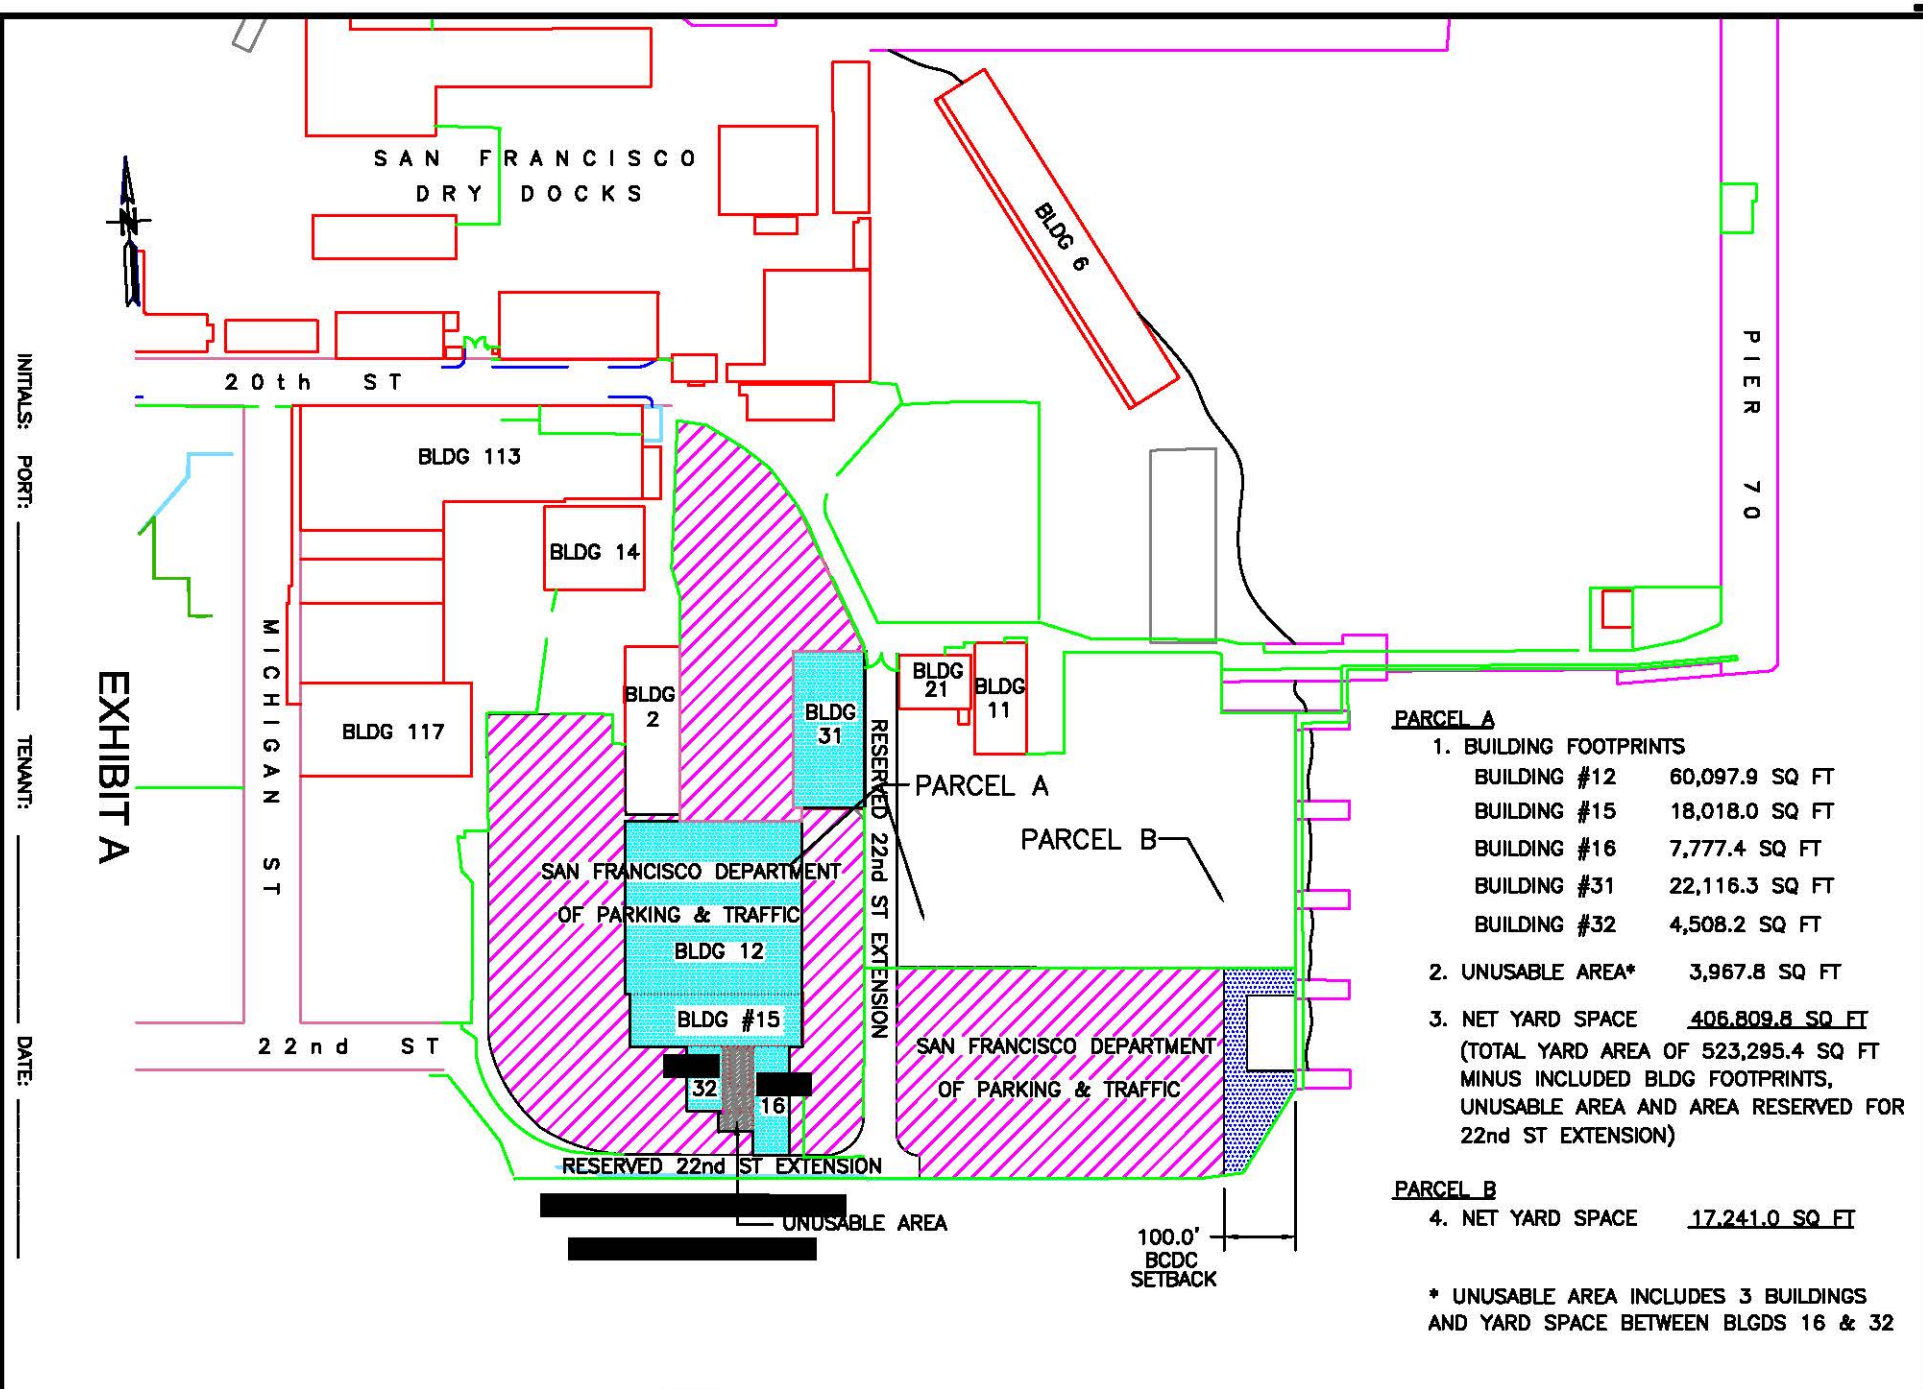 SAN FRANCISCO
DRY DOCKS
N
BLDG 6
PIER 70
20th ST
BLDG 113
BLDG 14
MICHIGAN ST
BLDG 117
BLDG
2
BLDG
31
BLDG
21
BLDG
11
RESERVED 22nd ST EXTENSION
PARCEL A
PARCEL B
SAN FRANCISCO DEPARTMENT
OF PARKING & TRAFFIC
BLDG 12
BLDG #15
32
16
22nd ST
SAN FRANCISCO DEPARTMENT
OF PARKING & TRAFFIC
RESERVED 22nd ST EXTENSION
UNUSABLE AREA
100.0'
BCDC
SETBACK
PARCEL A
1. BUILDING FOOTPRINTS
BUILDING #12 60,097.9 SQ FT
BUILDING #15 18,018.0 SQ FT
BUILDING #16 7,777.4 SQ FT
BUILDING #31 22,116.3 SQ FT
BUILDING #32 4,508.2 SQ FT
2. UNUSABLE AREA* 3,967.8 SQ FT
3. NET YARD SPACE 406,809.8 SQ FT
(TOTAL YARD AREA OF 523,295.4 SQ FT
MINUS INCLUDED BLDG FOOTPRINTS,
UNUSABLE AREA AND AREA RESERVED FOR
22nd ST EXTENSION)
PARCEL B
4. NET YARD SPACE 17,241.0 SQ FT
* UNUSABLE AREA INCLUDES 3 BUILDINGS
AND YARD SPACE BETWEEN BLGDS 16 & 32
EXHIBIT A
INITIALS: PORT: TENANT: DATE: